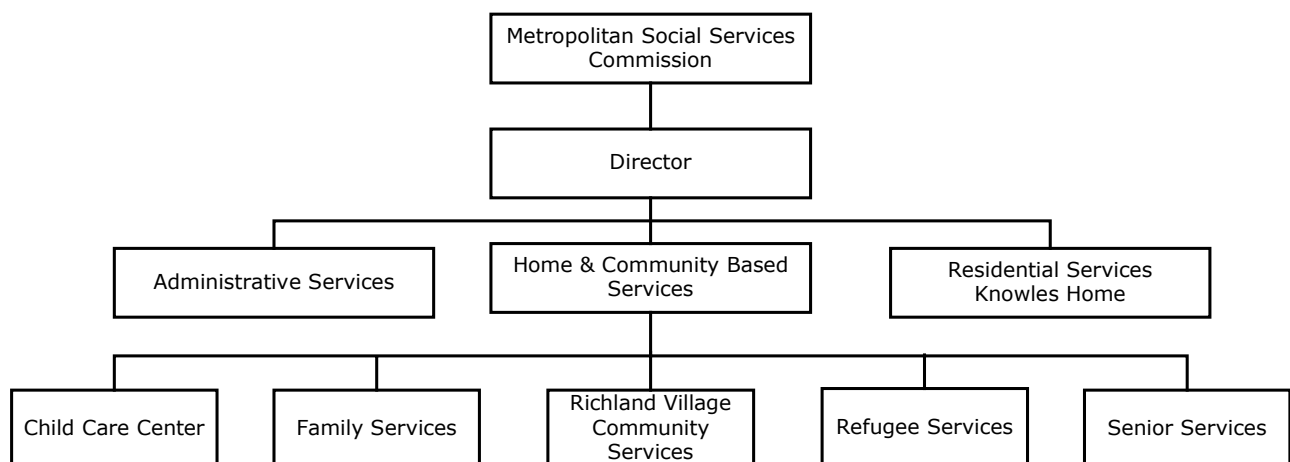 Metropolitan Social Services
Commission
Director
Administrative Services
Home & Community Based
Services
Residential Services
Knowles Home
Child Care Center
Family Services
Richland Village
Community
Services
Refugee Services
Senior Services